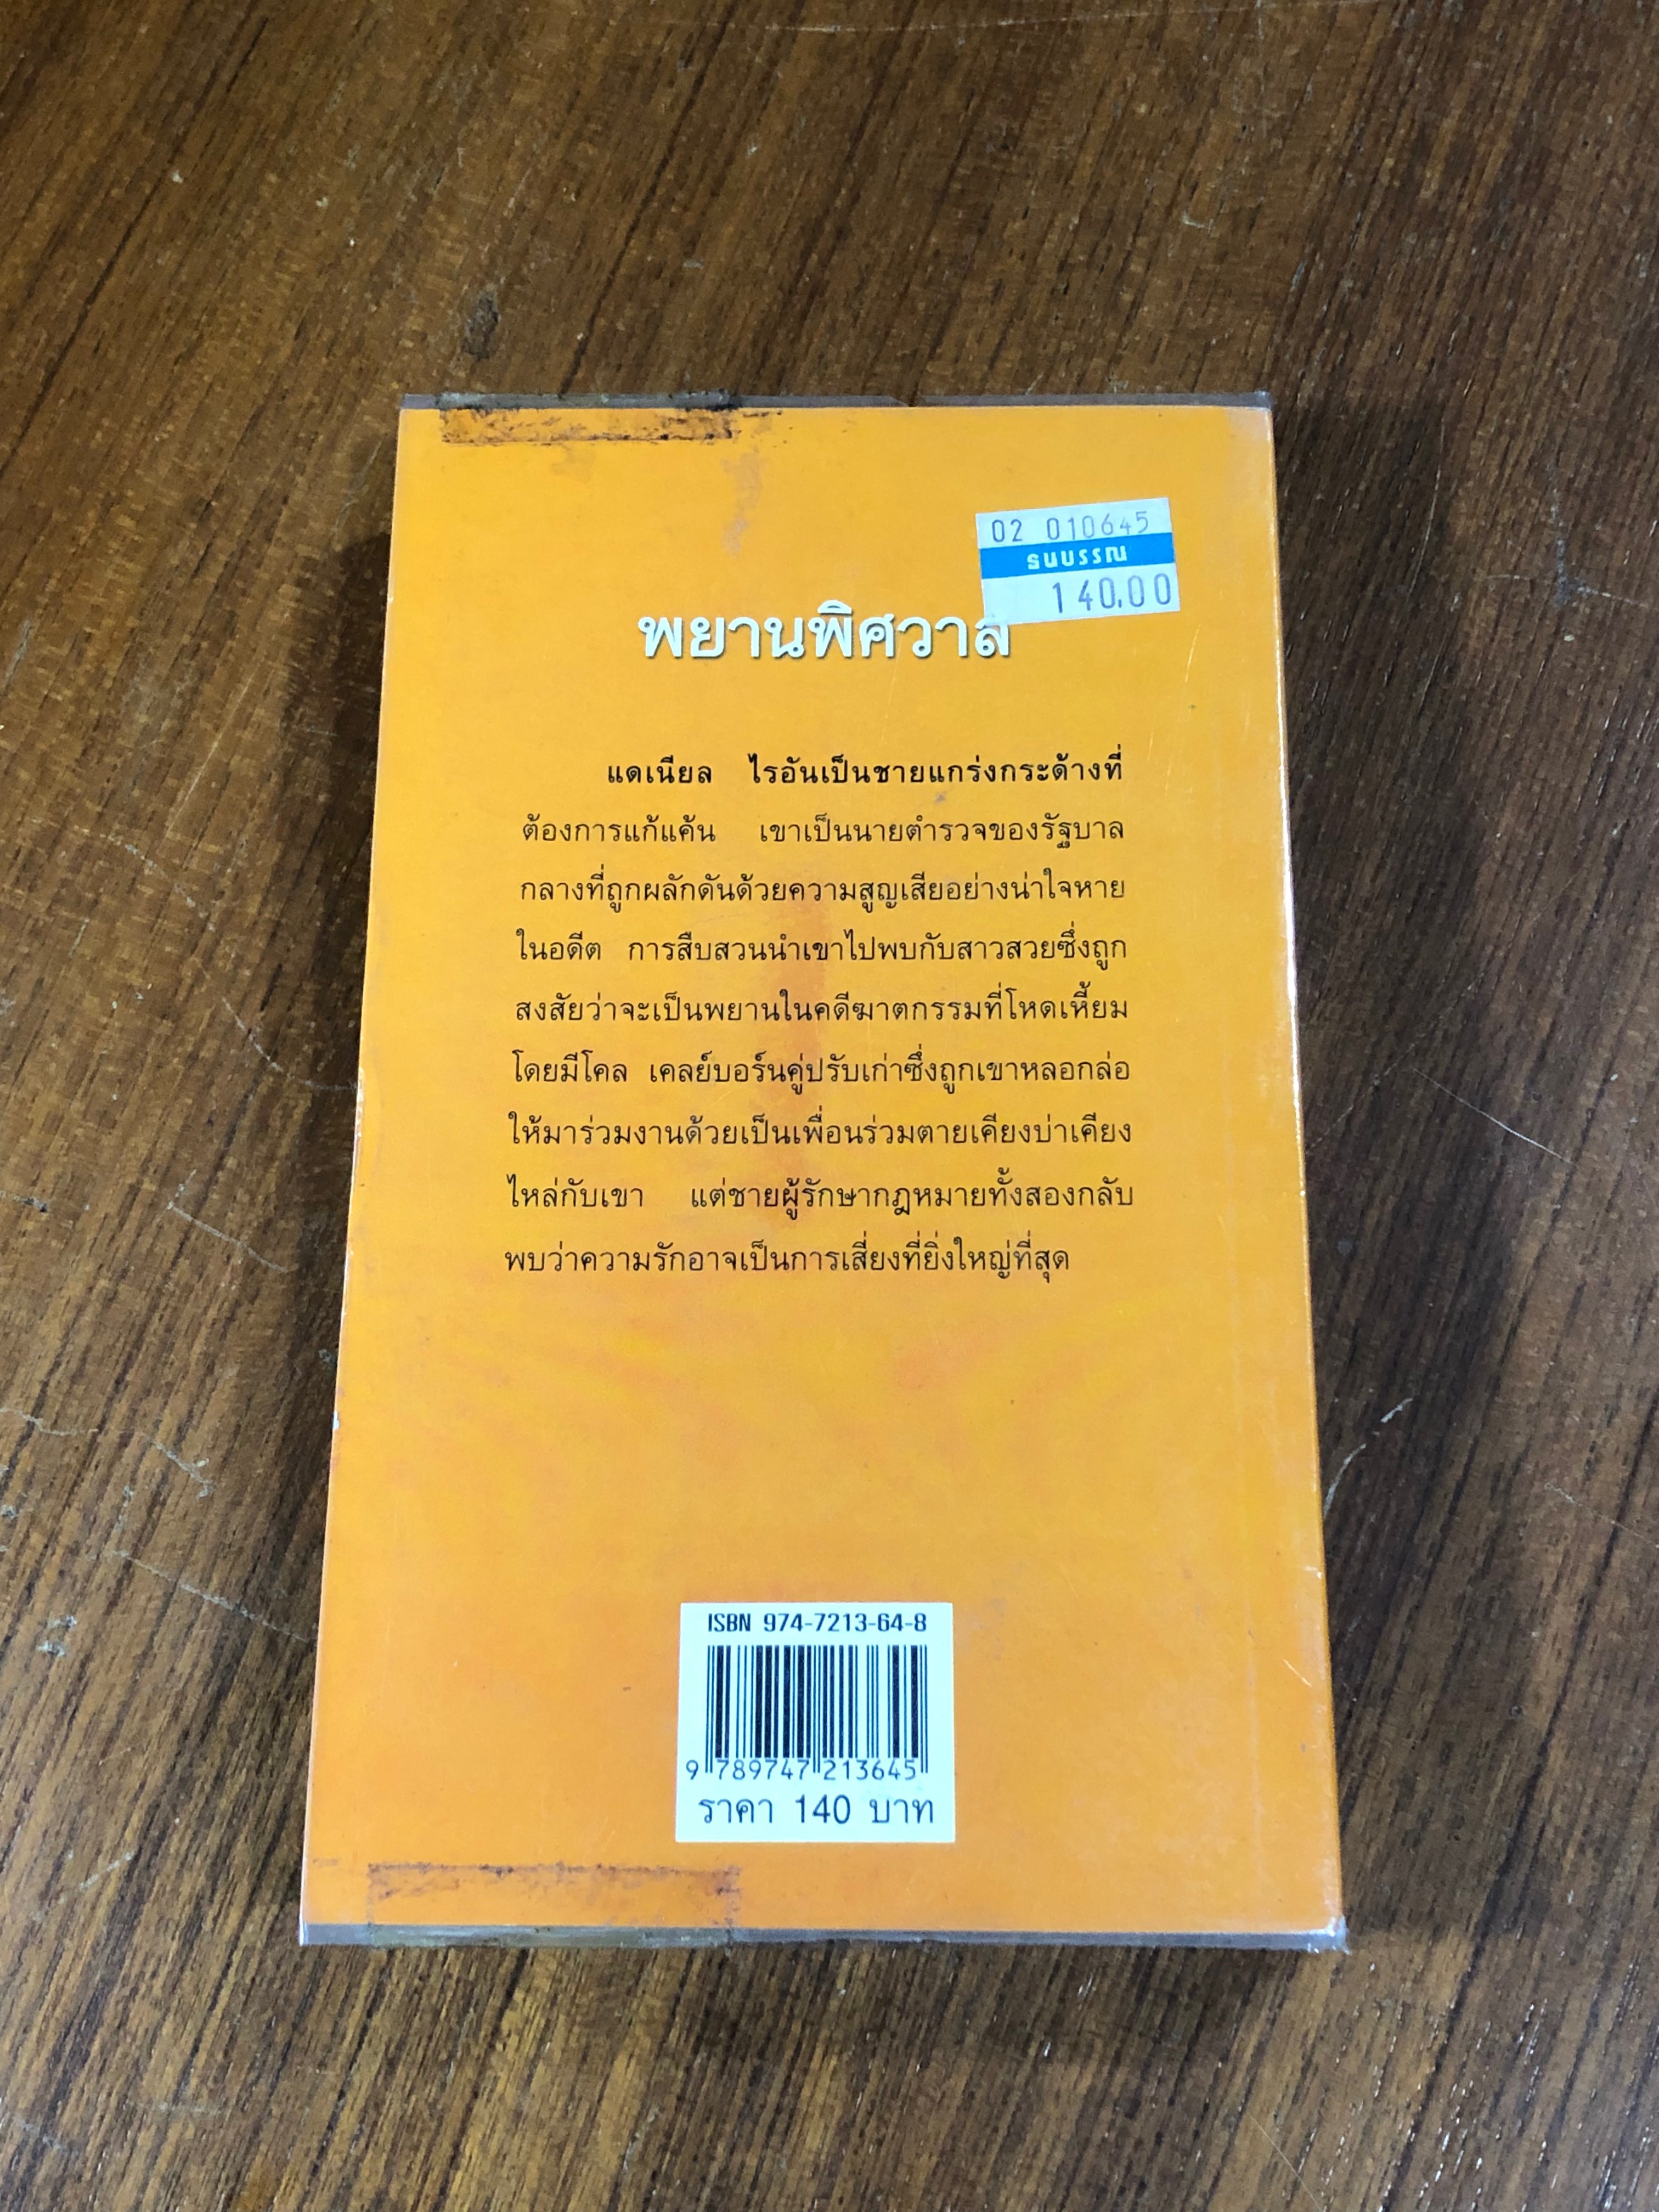 02 010645
ธนบรรณ
140.00
พยานพิศวาส
แดเนียล ไรอันเป็นชายแกร่งกระด้างที่
ต้องการแก้แค้น เขาเป็นนายตำรวจของรัฐบาล
กลางที่ถูกผลักดันด้วยความสูญเสียอย่างน่าใจหาย
ในอดีต การสืบสวนนำเขาไปพบกับสาวสวยซึ่งถูก
สงสัยว่าจะเป็นพยานในคดีฆาตกรรมที่โหดเหี้ยม
โดยมีโคล เคลย์บอร์นคู่ปรับเก่าซึ่งถูกเขาหลอกล่อ
ให้มาร่วมงานด้วยเป็นเพื่อนร่วมตายเคียงบ่าเคียง
ไหล่กับเขา แต่ชายผู้รักษากฎหมายทั้งสองกลับ
พบว่าความรักอาจเป็นการเสี่ยงที่ยิ่งใหญ่ที่สุด
ISBN 974-7213-64-8
9 789747 213645
ราคา 140 บาท